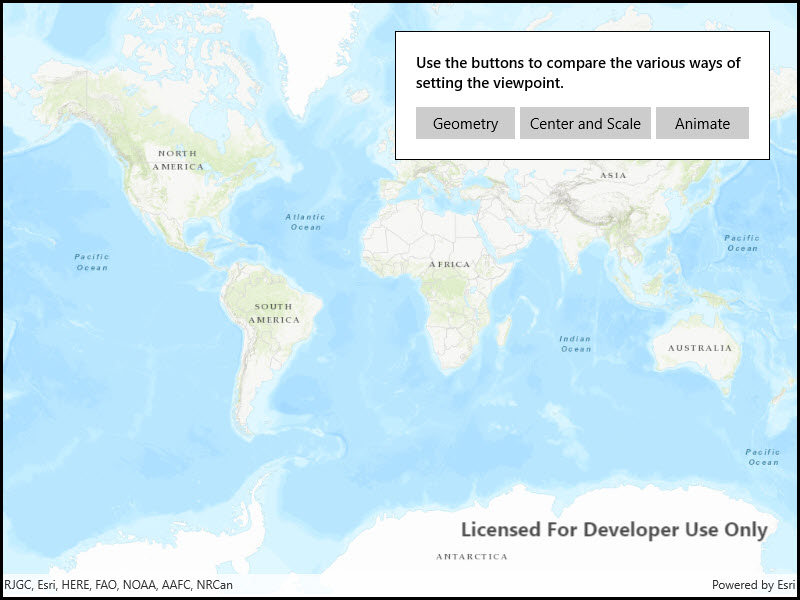 Use the buttons to compare the various ways of
setting the viewpoint.
Geometry
Center and Scale
Animate
NORTH
AMERICA
ASIA
Atlantic
Ocean
Pacific
Ocean
Pacific
Ocean
AFRICA
SOUTH
AMERICA
Indian
Ocean
AUSTRALIA
Pacific
Ocean
Licensed For Developer Use Only
ANTARCTICA
RJGC, Esri, HERE, FAO, NOAA, AAFC, NRCan
Powered by Esri